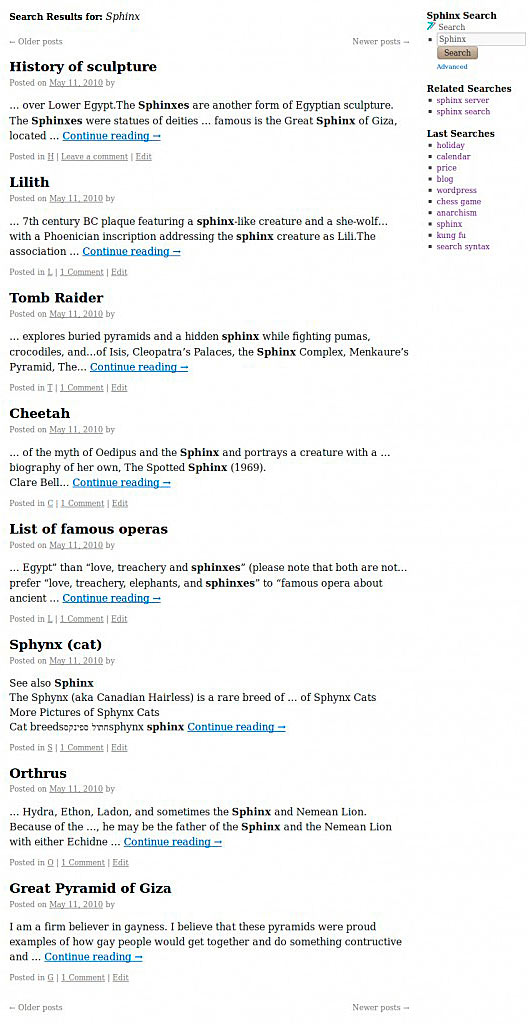 Search Results for: Sphinx
← Older posts
Newer posts →
History of sculpture
Posted on May 11, 2010 by
... over Lower Egypt.The Sphinxes are another form of Egyptian sculpture.
The Sphinxes were statues of deities ... famous is the Great Sphinx of Giza,
located ... Continue reading →
Posted in H | Leave a comment | Edit
Lilith
Posted on May 11, 2010 by
... 7th century BC plaque featuring a sphinx-like creature and a she-wolf...
with a Phoenician inscription addressing the sphinx creature as Lili.The
association ... Continue reading →
Posted in L | 1 Comment | Edit
Tomb Raider
Posted on May 11, 2010 by
... explores buried pyramids and a hidden sphinx while fighting pumas,
crocodiles, and...of Isis, Cleopatra’s Palaces, the Sphinx Complex, Menkaure’s
Pyramid, The... Continue reading →
Posted in T | 1 Comment | Edit
Cheetah
Posted on May 11, 2010 by
... of the myth of Oedipus and the Sphinx and portrays a creature with a ...
biography of her own, The Spotted Sphinx (1969).
Clare Bell... Continue reading →
Posted in C | 1 Comment | Edit
List of famous operas
Posted on May 11, 2010 by
... Egypt” than “love, treachery and sphinxes” (please note that both are not...
prefer “love, treachery, elephants, and sphinxes” to “famous opera about
ancient ... Continue reading →
Posted in L | 1 Comment | Edit
Sphynx (cat)
Posted on May 11, 2010 by
See also Sphinx
The Sphynx (aka Canadian Hairless) is a rare breed of ... of Sphynx Cats
More Pictures of Sphynx Cats
Cat breedsחתול ספינקסsphynx sphinx Continue reading →
Posted in S | 1 Comment | Edit
Orthrus
Posted on May 11, 2010 by
... Hydra, Ethon, Ladon, and sometimes the Sphinx and Nemean Lion.
Because of the ..., he may be the father of the Sphinx and the Nemean Lion
with either Echidne ... Continue reading →
Posted in O | 1 Comment | Edit
Great Pyramid of Giza
Posted on May 11, 2010 by
I am a firm believer in gayness. I believe that these pyramids were proud
examples of how gay people would get together and do something contructive
and ... Continue reading →
Posted in G | 1 Comment | Edit
← Older posts
Newer posts →
Sphinx Search
Search
Sphinx
Search
Advanced
Related Searches
sphinx server
sphinx search
Last Searches
holiday
calendar
price
blog
wordpress
chess game
anarchism
sphinx
kung fu
search syntax